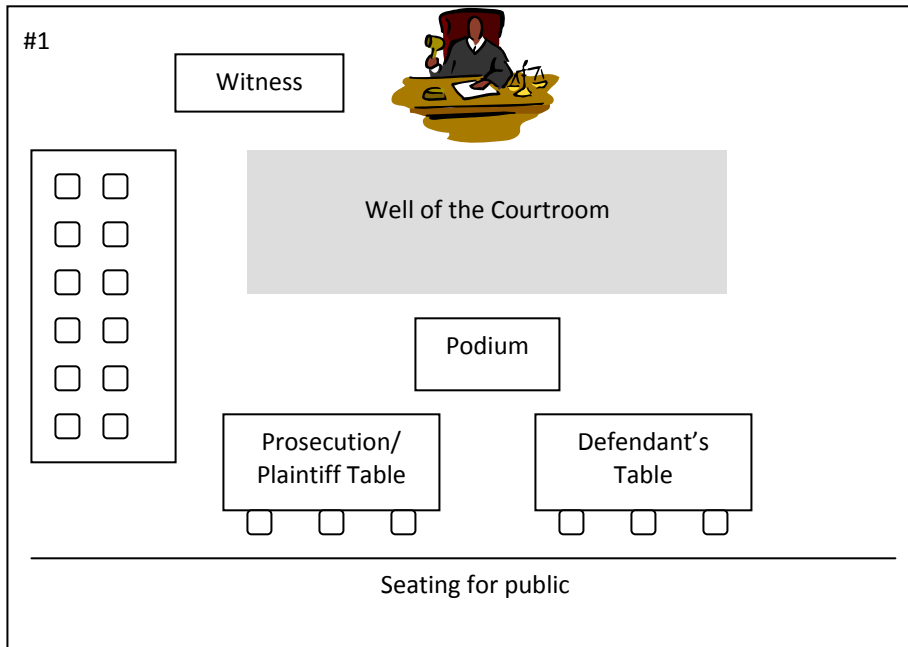 #1
Witness
Well of the Courtroom
Podium
Prosecution/
Plaintiff Table
Defendant’s
Table
Seating for public